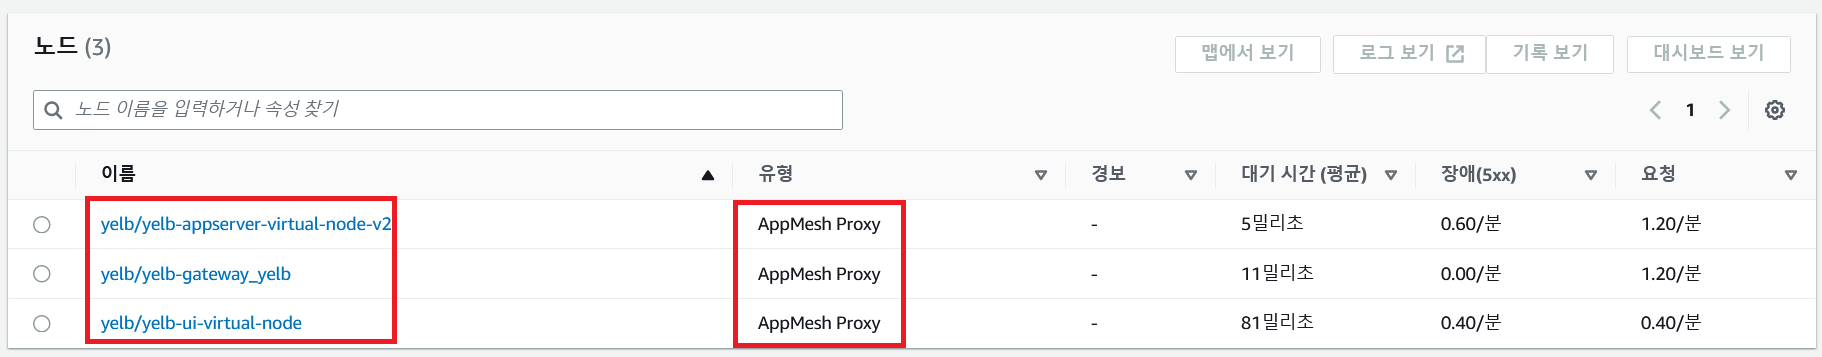 노드 (3)
맵에서 보기
로그 보기
기록 보기
대시보드 보기
노드 이름을 입력하거나 속성 찾기
1
이름 유형 경보 대기 시간 (평균) 장애(5xx) 요청
yelb/yelb-appserver-virtual-node-v2 AppMesh Proxy - 5밀리초 0.60/분 1.20/분
yelb/yelb-gateway_yelb AppMesh Proxy - 11밀리초 0.00/분 1.20/분
yelb/yelb-ui-virtual-node AppMesh Proxy - 81밀리초 0.40/분 0.40/분